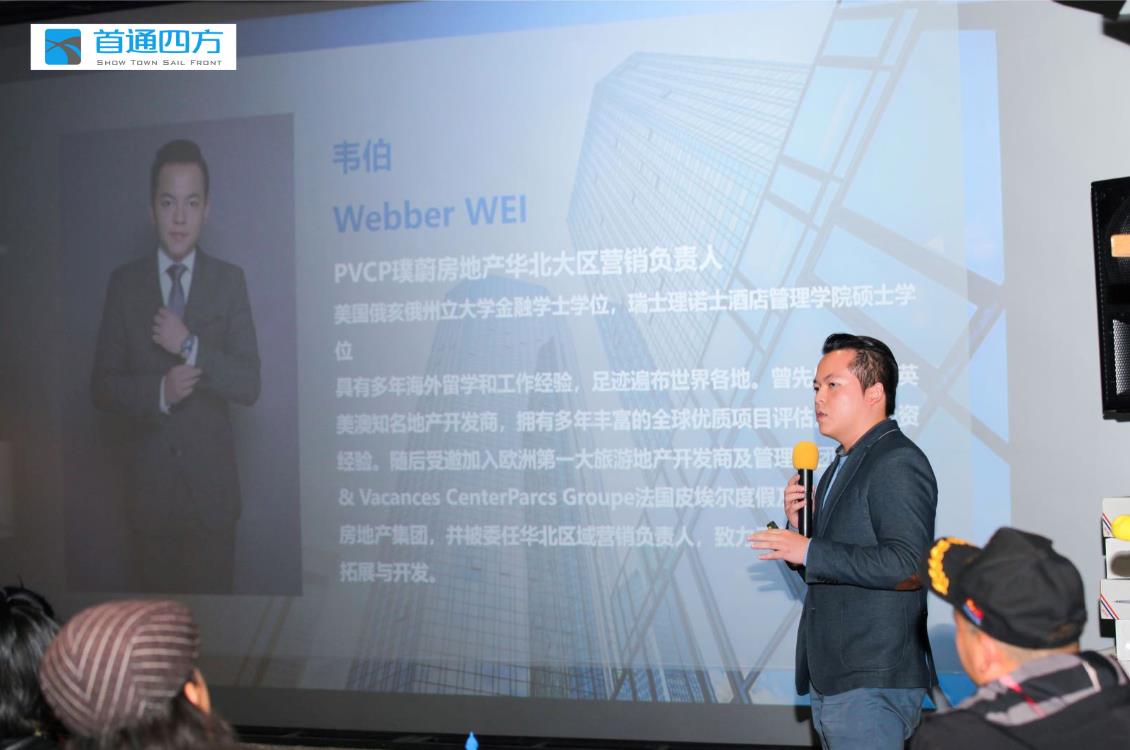 首通四方
SHOW TOWN SAIL FRONT
韦伯
Webber WEI
PVCP璞蔚房地产华北大区营销负责人
美国俄亥俄州立大学金融学士学位，瑞士理诺士酒店管理学院硕士学
位
具有多年海外留学和工作经验，足迹遍布世界各地。曾先 英
美澳知名地产开发商，拥有多年丰富的全球优质项目评估 资
经验。随后受邀加入欧洲第一大旅游地产开发商及管理 团
& Vacances CenterParcs Groupe法国皮埃尔度假
房地产集团，并被委任华北区域营销负责人，致力
拓展与开发。